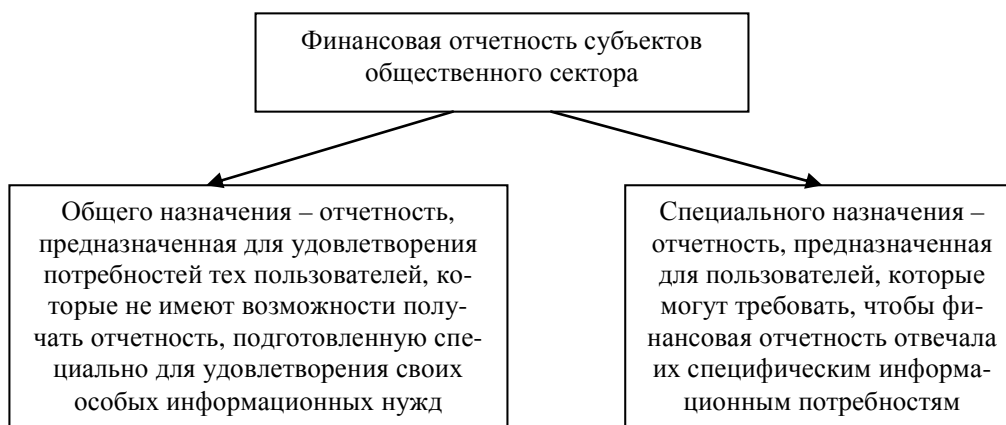 Финансовая отчетность субъектов
общественного сектора
Общего назначения – отчетность,
предназначенная для удовлетворения
потребностей тех пользователей, ко-
торые не имеют возможности полу-
чать отчетность, подготовленную спе-
циально для удовлетворения своих
особых информационных нужд
Специального назначения –
отчетность, предназначенная
для пользователей, которые
могут требовать, чтобы фи-
нансовая отчетность отвечала
их специфическим информа-
ционным потребностям